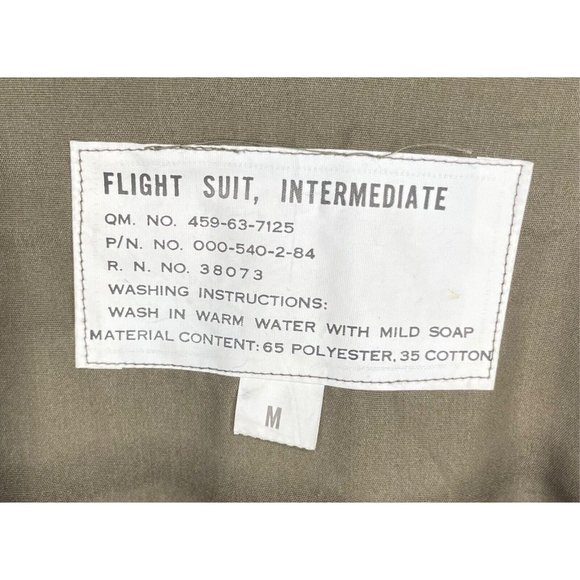 FLIGHT SUIT, INTERMEDIATE
QM. NO. 459-63-7125
P/N. NO. 000-540-2-84
R. N. NO. 38073
WASHING INSTRUCTIONS:
WASH IN WARM WATER WITH MILD SOAP
MATERIAL CONTENT: 65 POLYESTER, 35 COTTON
M